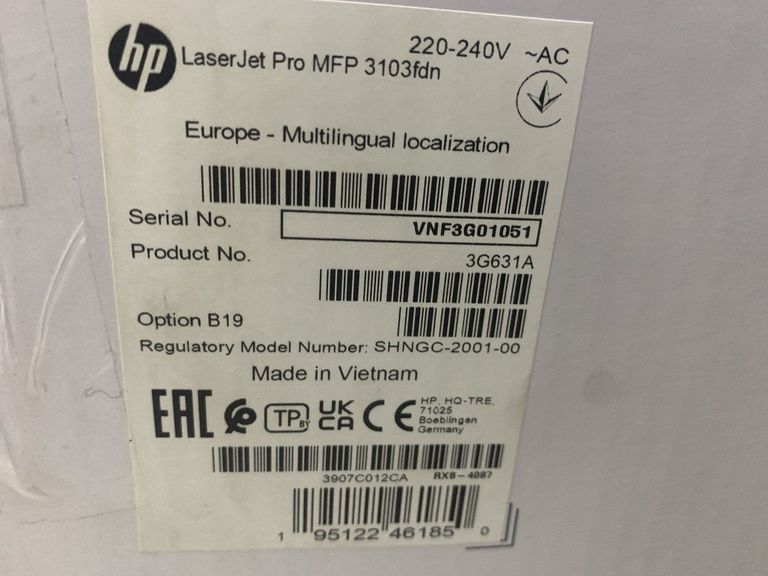 hp LaserJet Pro MFP 3103fdn 220-240V ~AC
Europe - Multilingual localization
Serial No. VNF3G01051
Product No. 3G631A
Option B19
Regulatory Model Number: SHNGC-2001-00
Made in Vietnam
EAC TP BY UK CA CE
HP, HQ-TRE,
71025
Boeblingen
Germany
3907C012CA RX8-4087
1 95122 46185 0